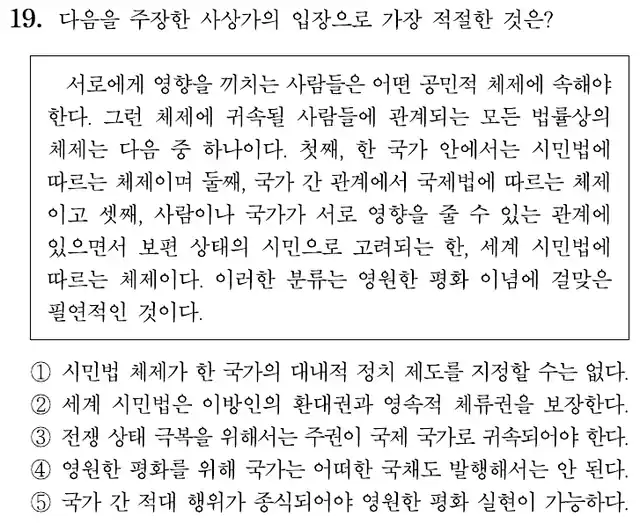 19. 다음을 주장한 사상가의 입장으로 가장 적절한 것은?
서로에게 영향을 끼치는 사람들은 어떤 공민적 체제에 속해야
한다. 그런 체제에 귀속될 사람들에 관계되는 모든 법률상의
체제는 다음 중 하나이다. 첫째, 한 국가 안에서는 시민법에
따르는 체제이며 둘째, 국가 간 관계에서 국제법에 따르는 체제
이고 셋째, 사람이나 국가가 서로 영향을 줄 수 있는 관계에
있으면서 보편 상태의 시민으로 고려되는 한, 세계 시민법에
따르는 체제이다. 이러한 분류는 영원한 평화 이념에 걸맞은
필연적인 것이다.
① 시민법 체제가 한 국가의 대내적 정치 제도를 지정할 수는 없다.
② 세계 시민법은 이방인의 환대권과 영속적 체류권을 보장한다.
③ 전쟁 상태 극복을 위해서는 주권이 국제 국가로 귀속되어야 한다.
④ 영원한 평화를 위해 국가는 어떠한 국채도 발행해서는 안 된다.
⑤ 국가 간 적대 행위가 종식되어야 영원한 평화 실현이 가능하다.